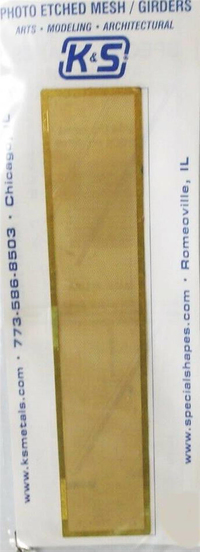 PHOTO ETCHED MESH / GIRDERS
ARTS • MODELING • ARCHITECTURAL
K&S
www.ksmetals.com • 773-586-8503 • Chicago, IL
www.specialshapes.com • Romeoville, IL